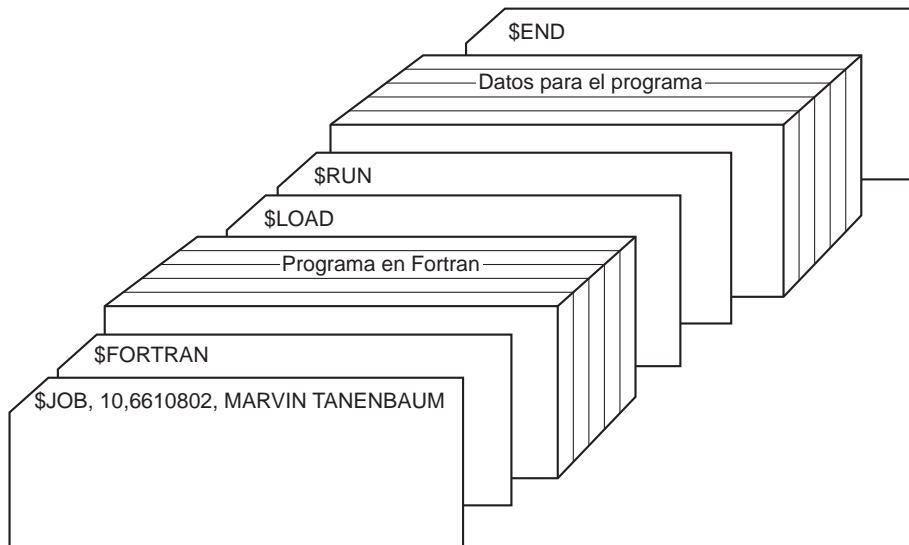 $END
Datos para el programa
$RUN
$LOAD
Programa en Fortran
$FORTRAN
$JOB, 10,6610802, MARVIN TANENBAUM